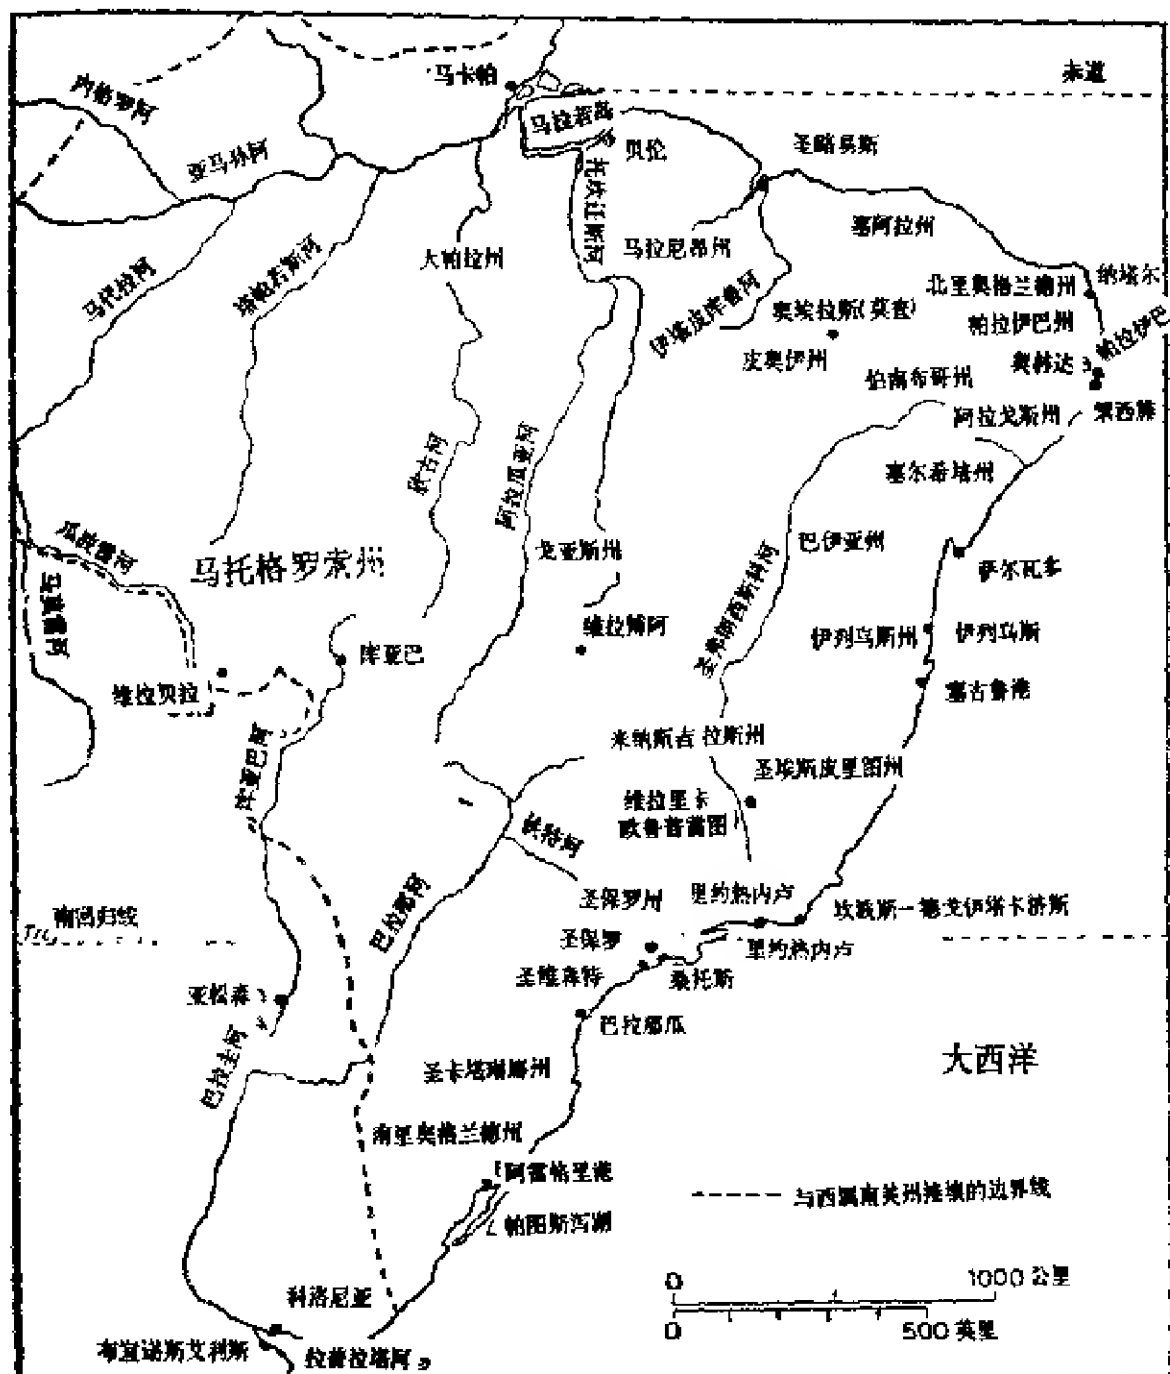 马卡帕
赤道
内格罗河
马拉若岛
亚马孙河
贝伦
圣路易斯
托坎廷斯河
塞阿拉州
马拉尼昂州
大帕拉州
马代拉河
塔帕若斯河
纳塔尔
北里奥格兰德州
伊塔皮库鲁河
奥埃拉斯(莫查)
帕拉伊巴州
帕拉伊巴
皮奥伊州
奥林达
伯南布哥州
阿拉戈斯州
累西腓
塞尔希培州
欣古河
阿拉瓜亚河
瓜波雷河
马托格罗索州
戈亚斯州
巴伊亚州
萨尔瓦多
圣弗朗西斯科河
维拉博阿
伊列乌斯州
伊列乌斯
库亚巴
维拉贝拉
塞古鲁港
米纳斯吉拉斯州
库亚巴河
圣埃斯皮里图州
维拉里卡
欧鲁普雷图
铁特河
巴拉那河
圣保罗州
里约热内卢
坎波斯－德戈伊塔卡济斯
南回归线
圣保罗
里约热内卢
圣维森特
桑托斯
亚松森
巴拉那瓜
巴拉圭河
大西洋
圣卡塔琳娜州
南里奥格兰德州
阿雷格里港
与西属南美洲接壤的边界线
帕图斯泻湖
0 1000 公里
科洛尼亚
0 500 英里
布宜诺斯艾利斯
拉普拉塔河